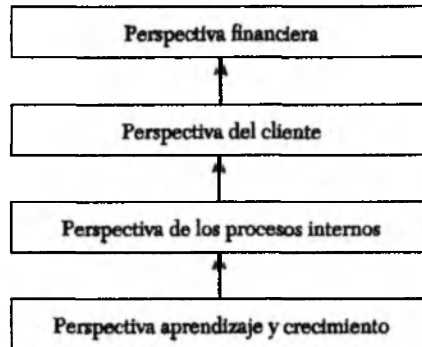 Perspectiva financiera
Perspectiva del cliente
Perspectiva de los procesos internos
Perspectiva aprendizaje y crecimiento